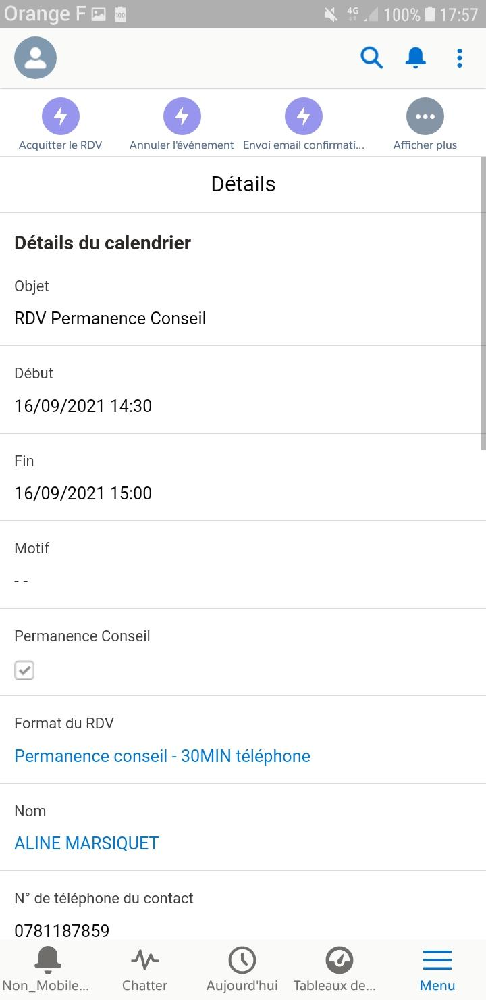 Orange F 100 4G 100% 17:57
Acquitter le RDV Annuler l'événement Envoi email confirmati... Afficher plus
Détails
Détails du calendrier
Objet
RDV Permanence Conseil
Début
16/09/2021 14:30
Fin
16/09/2021 15:00
Motif
- -
Permanence Conseil
Format du RDV
Permanence conseil - 30MIN téléphone
Nom
ALINE MARSIQUET
N° de téléphone du contact
0781187859
Non_Mobile... Chatter Aujourd'hui Tableaux de... Menu